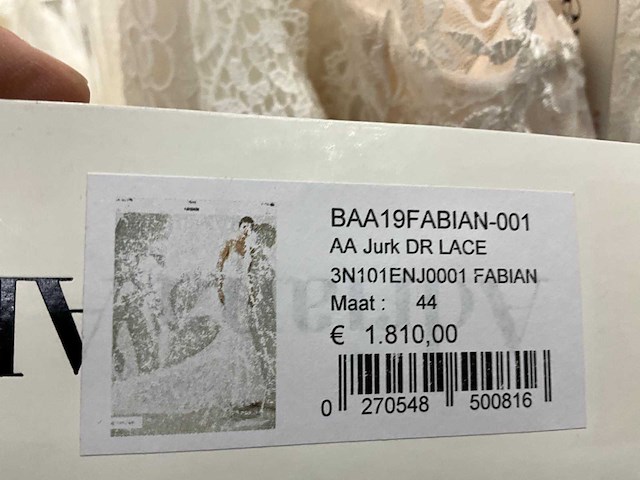 BAA19FABIAN-001
AA Jurk DR LACE
3N101ENJ0001 FABIAN
Maat : 44
€ 1.810,00
0 270548 500816